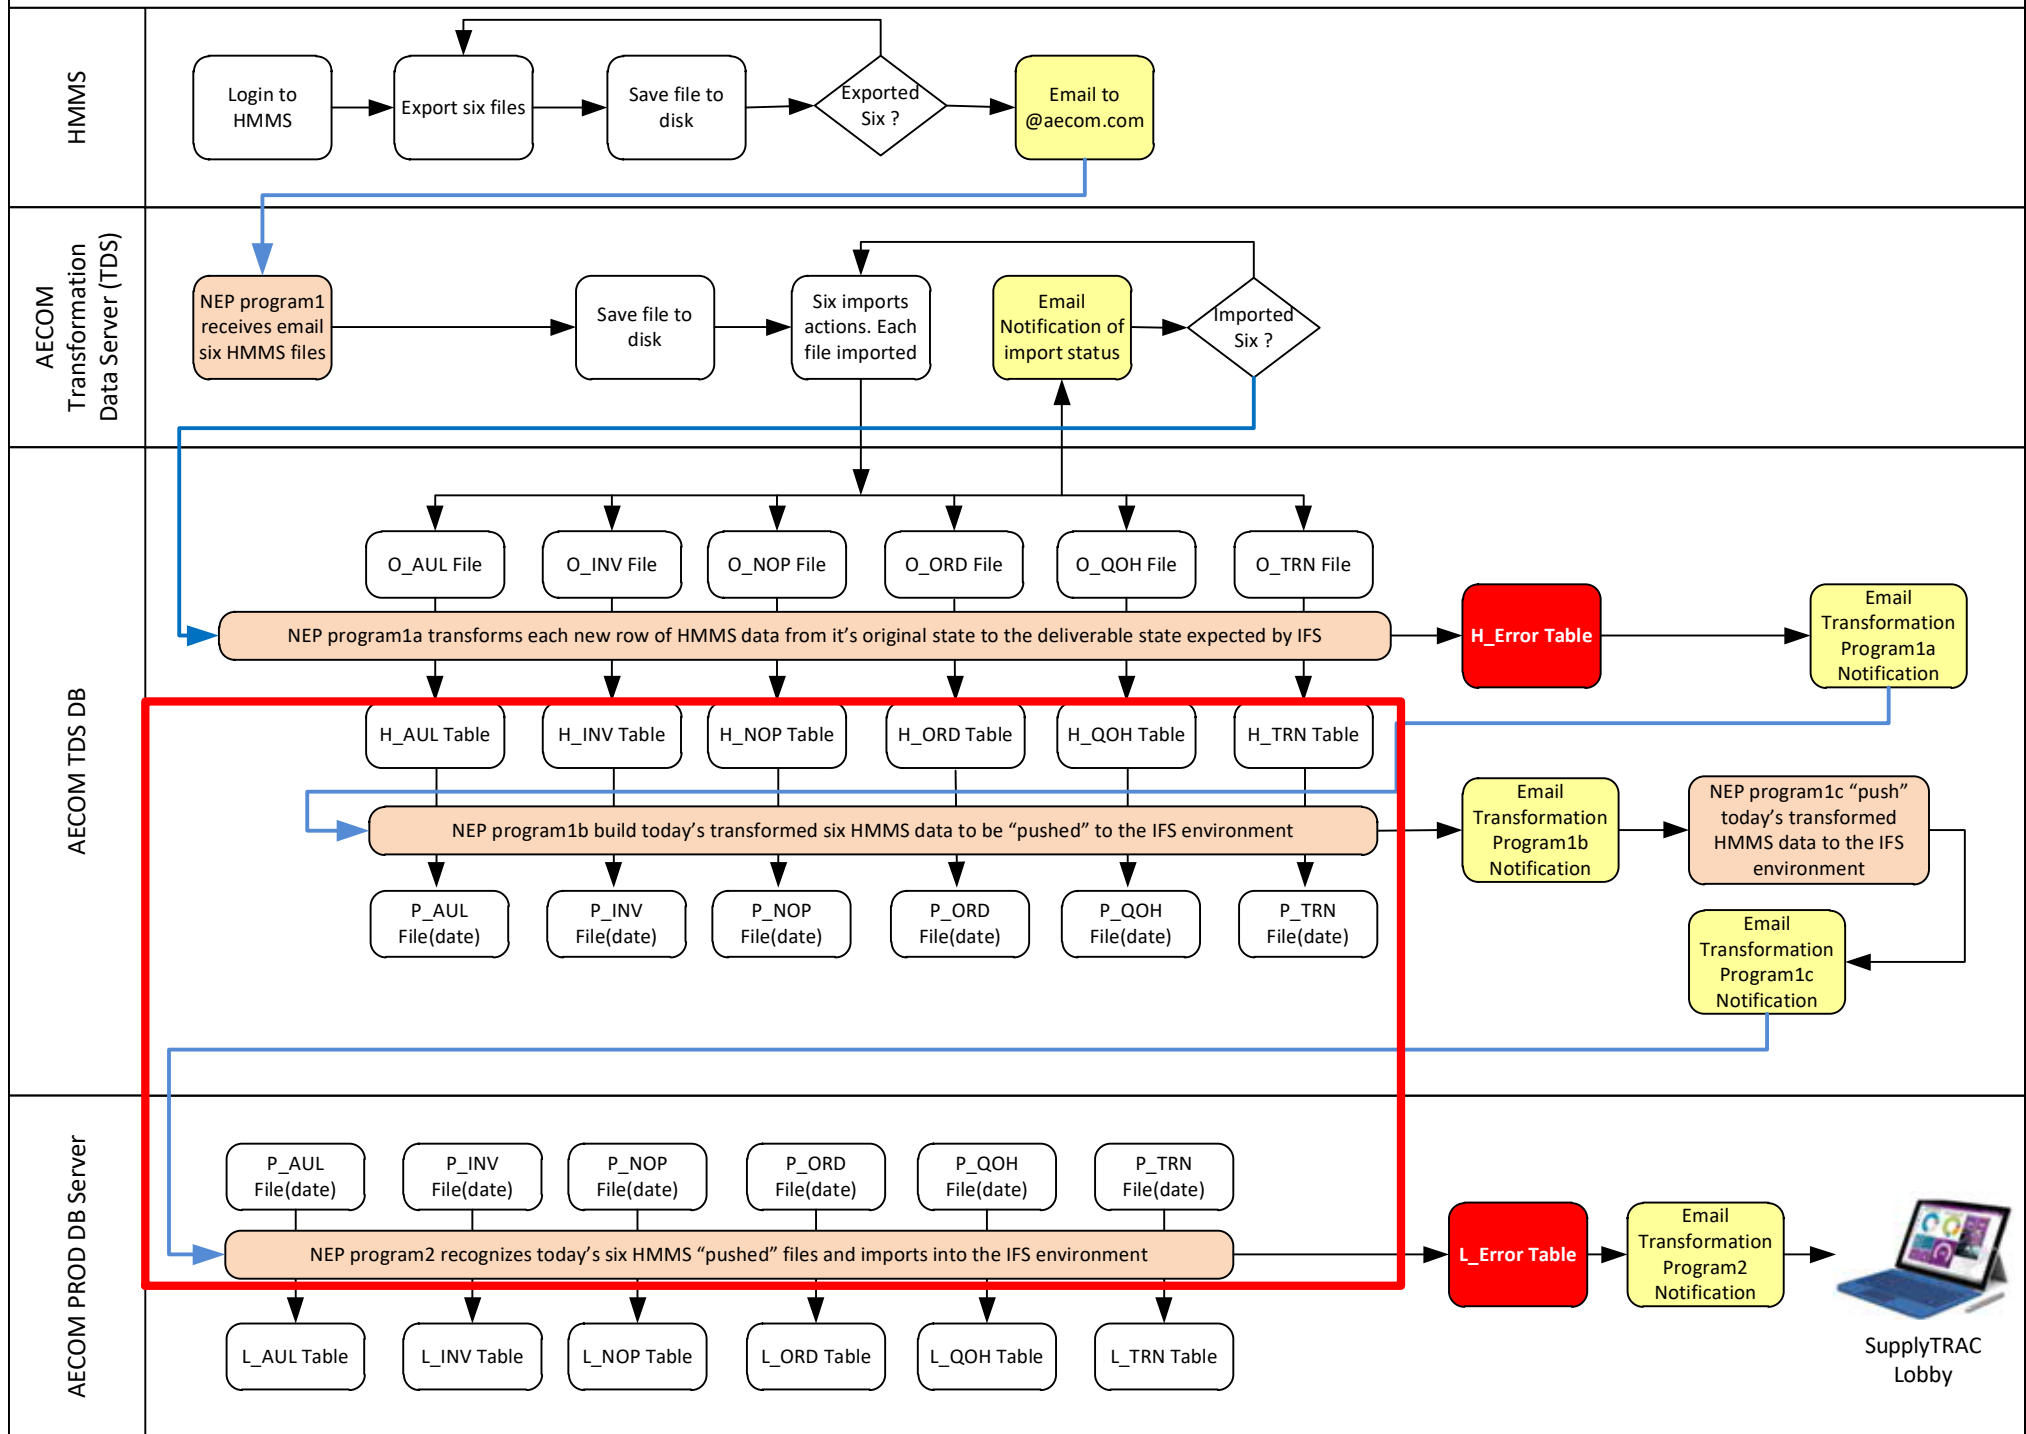 HMMS
Login to
HMMS
Export six files
Save file to
disk
Exported
Six ?
Email to
@aecom.com
AECOM
Transformation
Data Server (TDS)
NEP program1
receives email
six HMMS files
Save file to
disk
Six imports
actions. Each
file imported
Email
Notification of
import status
Imported
Six ?
AECOM TDS DB
O_AUL File
O_INV File
O_NOP File
O_ORD File
O_QOH File
O_TRN File
NEP program1a transforms each new row of HMMS data from it's original state to the deliverable state expected by IFS
H_Error Table
Email
Transformation
Program1a
Notification
H_AUL Table
H_INV Table
H_NOP Table
H_ORD Table
H_QOH Table
H_TRN Table
NEP program1b build today's transformed six HMMS data to be “pushed” to the IFS environment
Email
Transformation
Program1b
Notification
NEP program1c “push”
today's transformed
HMMS data to the IFS
environment
P_AUL
File(date)
P_INV
File(date)
P_NOP
File(date)
P_ORD
File(date)
P_QOH
File(date)
P_TRN
File(date)
Email
Transformation
Program1c
Notification
AECOM PROD DB Server
P_AUL
File(date)
P_INV
File(date)
P_NOP
File(date)
P_ORD
File(date)
P_QOH
File(date)
P_TRN
File(date)
NEP program2 recognizes today's six HMMS “pushed” files and imports into the IFS environment
L_Error Table
Email
Transformation
Program2
Notification
SupplyTRAC
Lobby
L_AUL Table
L_INV Table
L_NOP Table
L_ORD Table
L_QOH Table
L_TRN Table